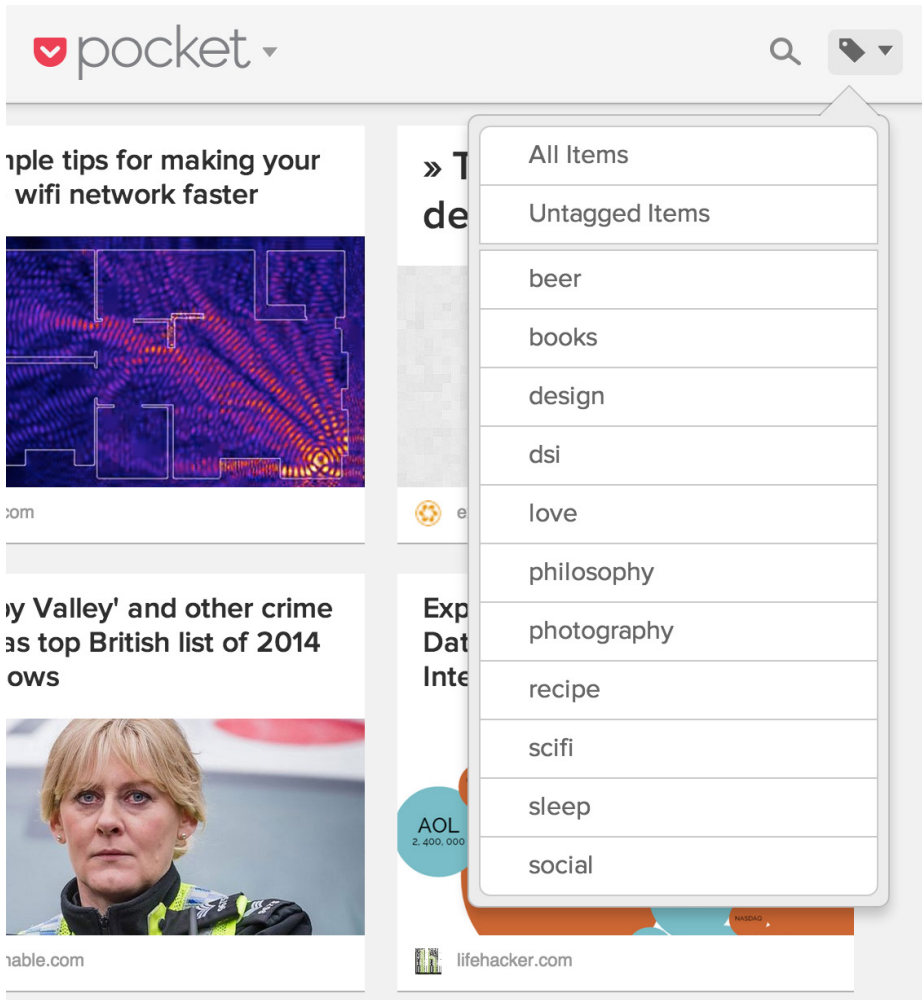 pocket
nple tips for making your
wifi network faster
com
» T
de
e
y Valley' and other crime
as top British list of 2014
ows
nable.com
Exp
Dat
Inte
AOL
2, 400, 000
NASDAQ
lifehacker.com
All Items
Untagged Items
beer
books
design
dsi
love
philosophy
photography
recipe
scifi
sleep
social